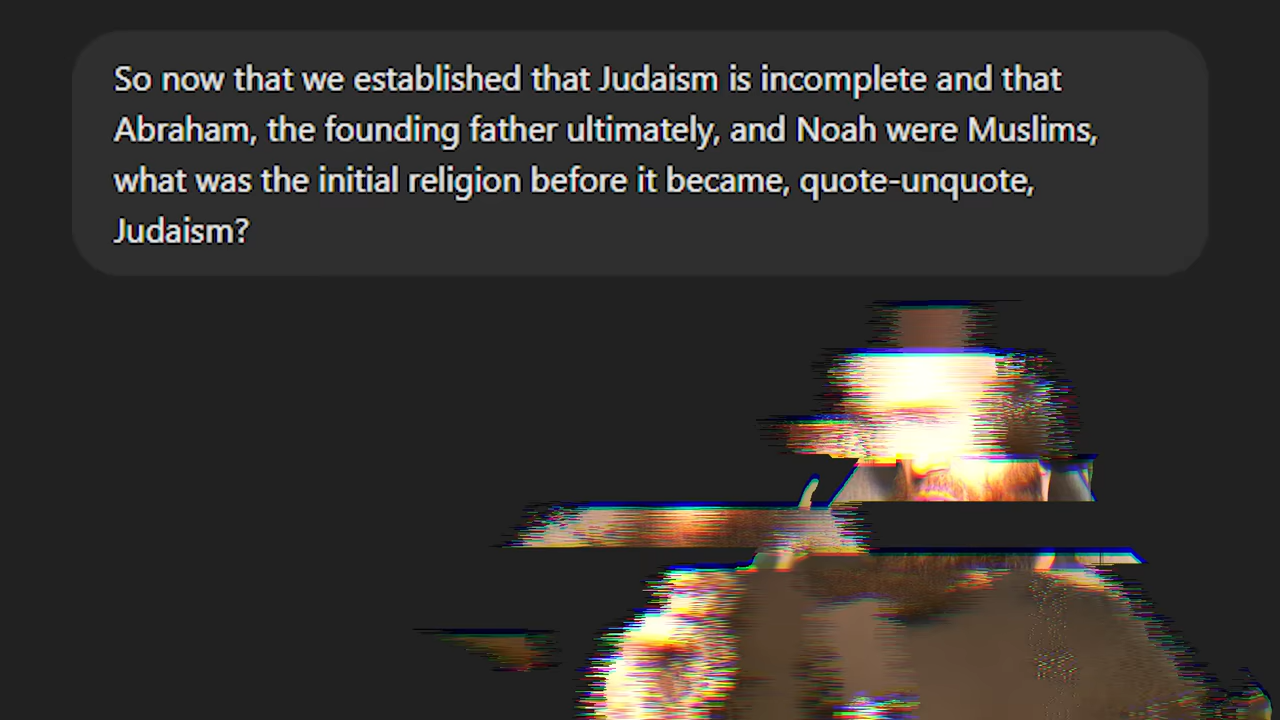 So now that we established that Judaism is incomplete and that
Abraham, the founding father ultimately, and Noah were Muslims,
what was the initial religion before it became, quote-unquote,
Judaism?